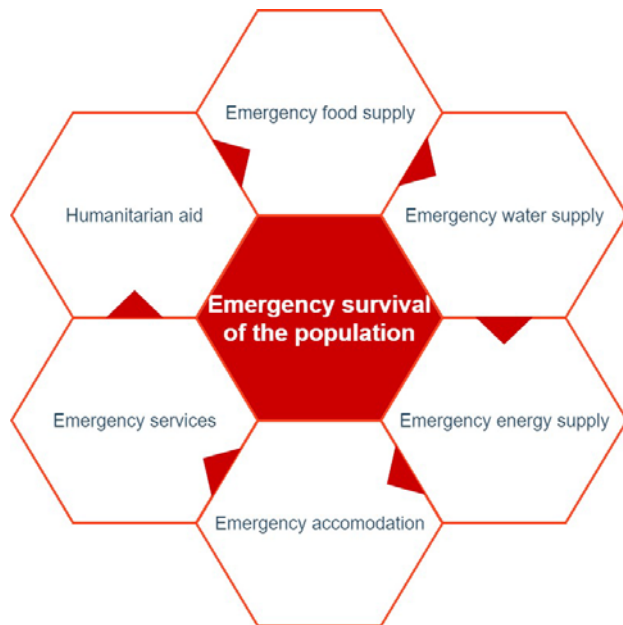 Emergency food supply
Humanitarian aid
Emergency water supply
Emergency survival
of the population
Emergency services
Emergency energy supply
Emergency accomodation